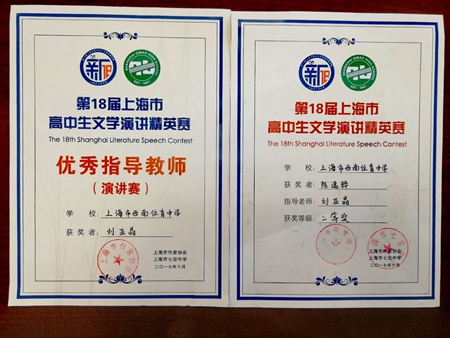 第18届上海市
高中生文学演讲精英赛
The 18th Shanghai Literature Speech Contest
优秀指导教师
（演讲赛）
学校：上海市西南位育中学
获奖者：刘亚晶
上海市作家协会
上海市七宝中学
二〇一七年十月
第18届上海市
高中生文学演讲精英赛
The 18th Shanghai Literature Speech Contest
学校：上海市西南位育中学
获奖者：陈逸骅
指导老师：刘亚晶
获奖等级：二等奖
上海市作家协会
上海市七宝中学
二〇一七年十月